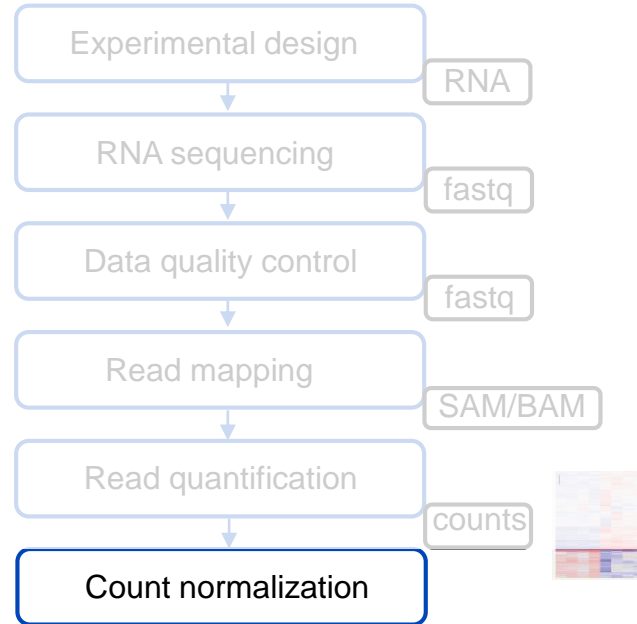 Experimental design
RNA
RNA sequencing
fastq
Data quality control
fastq
Read mapping
SAM/BAM
Read quantification
counts
Count normalization